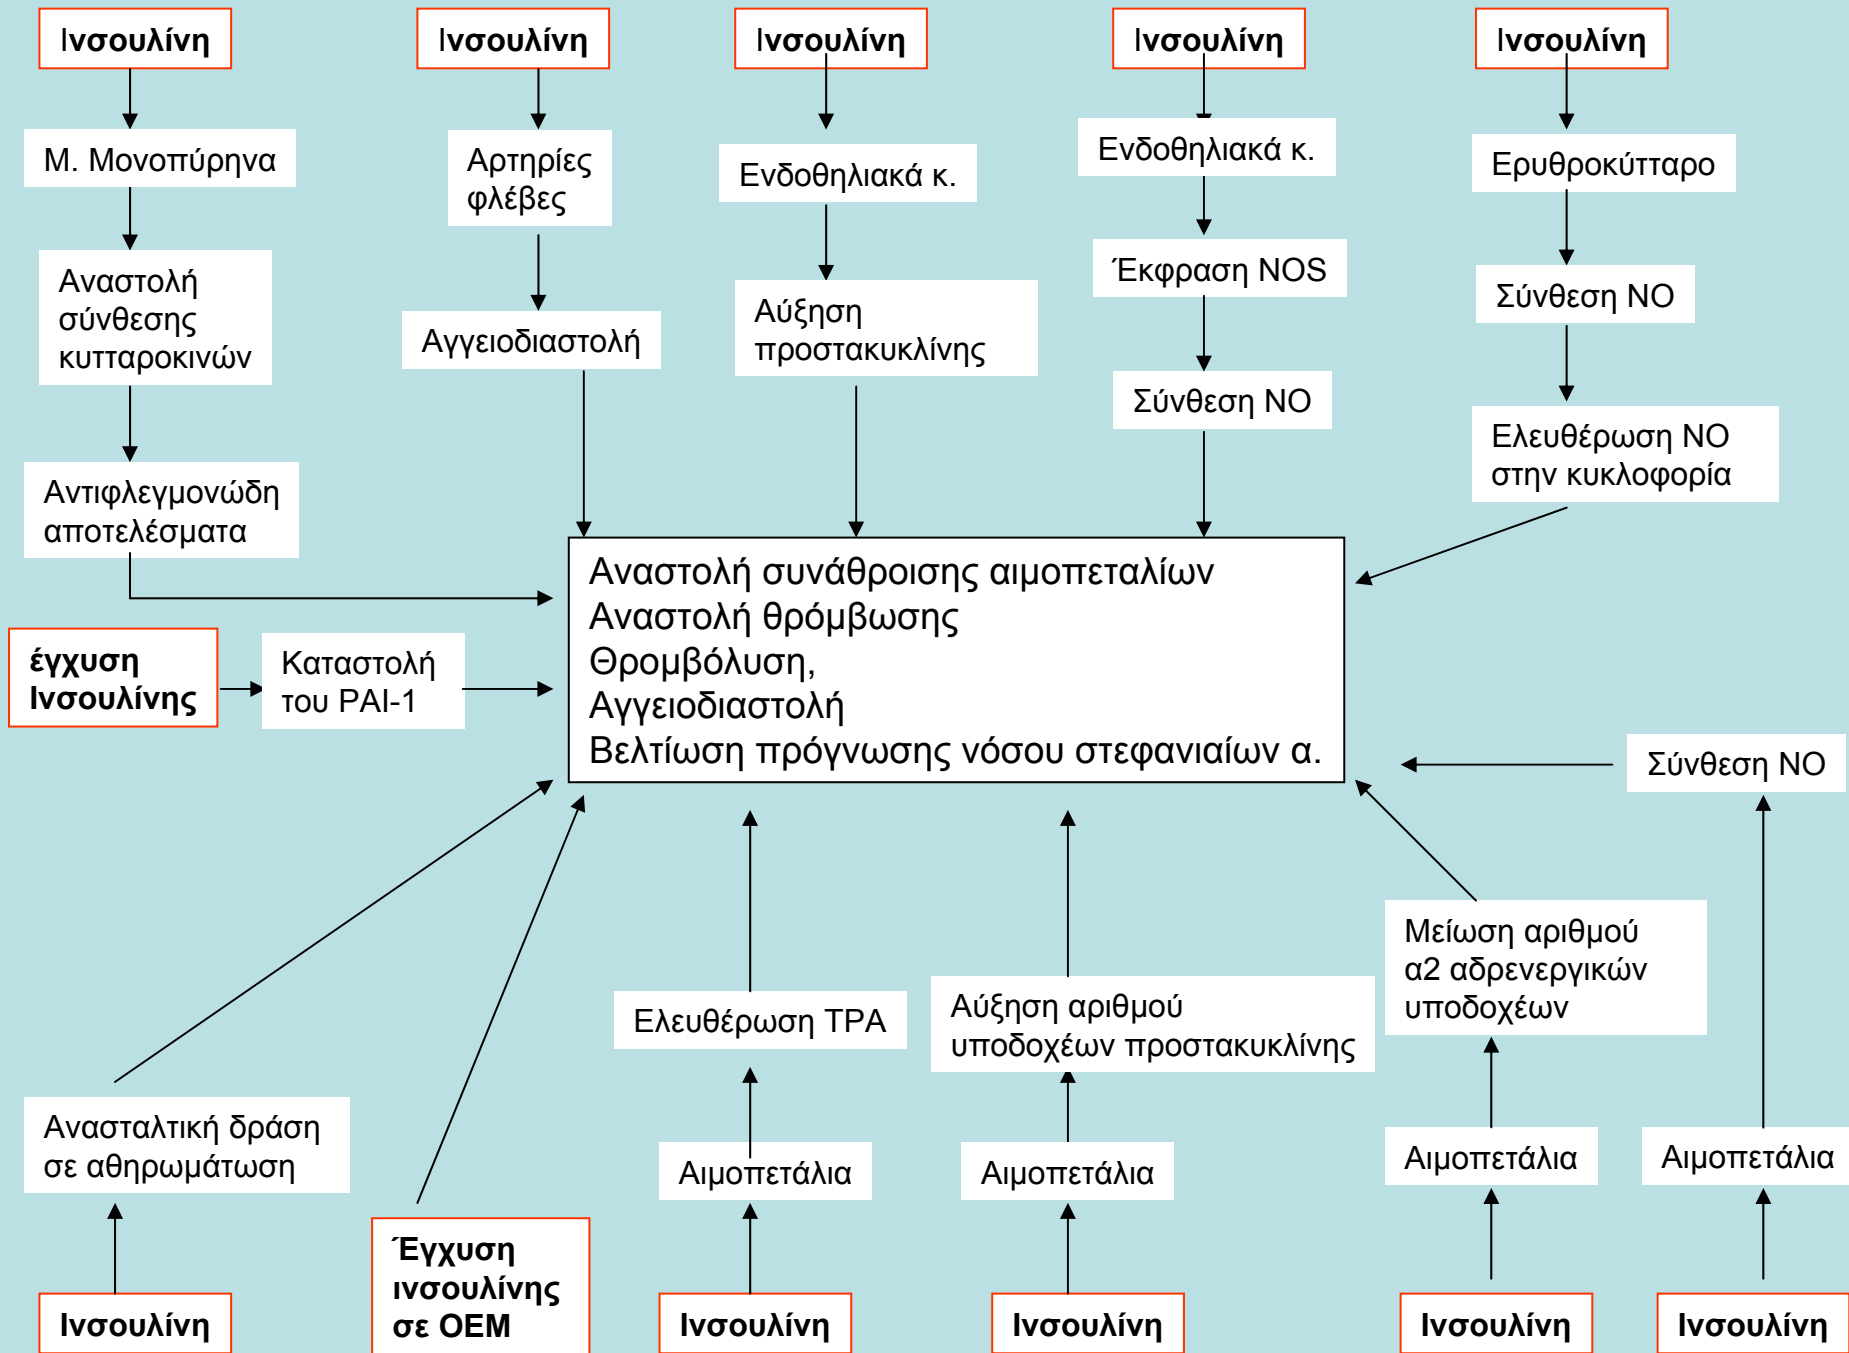 Ινσουλίνη
Ινσουλίνη
Ινσουλίνη
Ινσουλίνη
Ινσουλίνη
Μ. Μονοπύρηνα
Αρτηρίες
φλέβες
Ενδοθηλιακά κ.
Ενδοθηλιακά κ.
Ερυθροκύτταρο
Αναστολή
σύνθεσης
κυτταροκινών
Αγγειοδιαστολή
Αύξηση
προστακυκλίνης
Έκφραση NOS
Σύνθεση ΝΟ
Σύνθεση ΝΟ
Ελευθέρωση ΝΟ
στην κυκλοφορία
Αντιφλεγμονώδη
αποτελέσματα
Αναστολή συνάθροισης αιμοπεταλίων
Αναστολή θρόμβωσης
Θρομβόλυση,
Αγγειοδιαστολή
Βελτίωση πρόγνωσης νόσου στεφανιαίων α.
έγχυση
Ινσουλίνης
Καταστολή
του PAI-1
Σύνθεση ΝΟ
Μείωση αριθμού
α2 αδρενεργικών
υποδοχέων
Ελευθέρωση TPA
Αύξηση αριθμού
υποδοχέων προστακυκλίνης
Ανασταλτική δράση
σε αθηρωμάτωση
Αιμοπετάλια
Αιμοπετάλια
Αιμοπετάλια
Αιμοπετάλια
Ινσουλίνη
Έγχυση
ινσουλίνης
σε ΟΕΜ
Ινσουλίνη
Ινσουλίνη
Ινσουλίνη
Ινσουλίνη